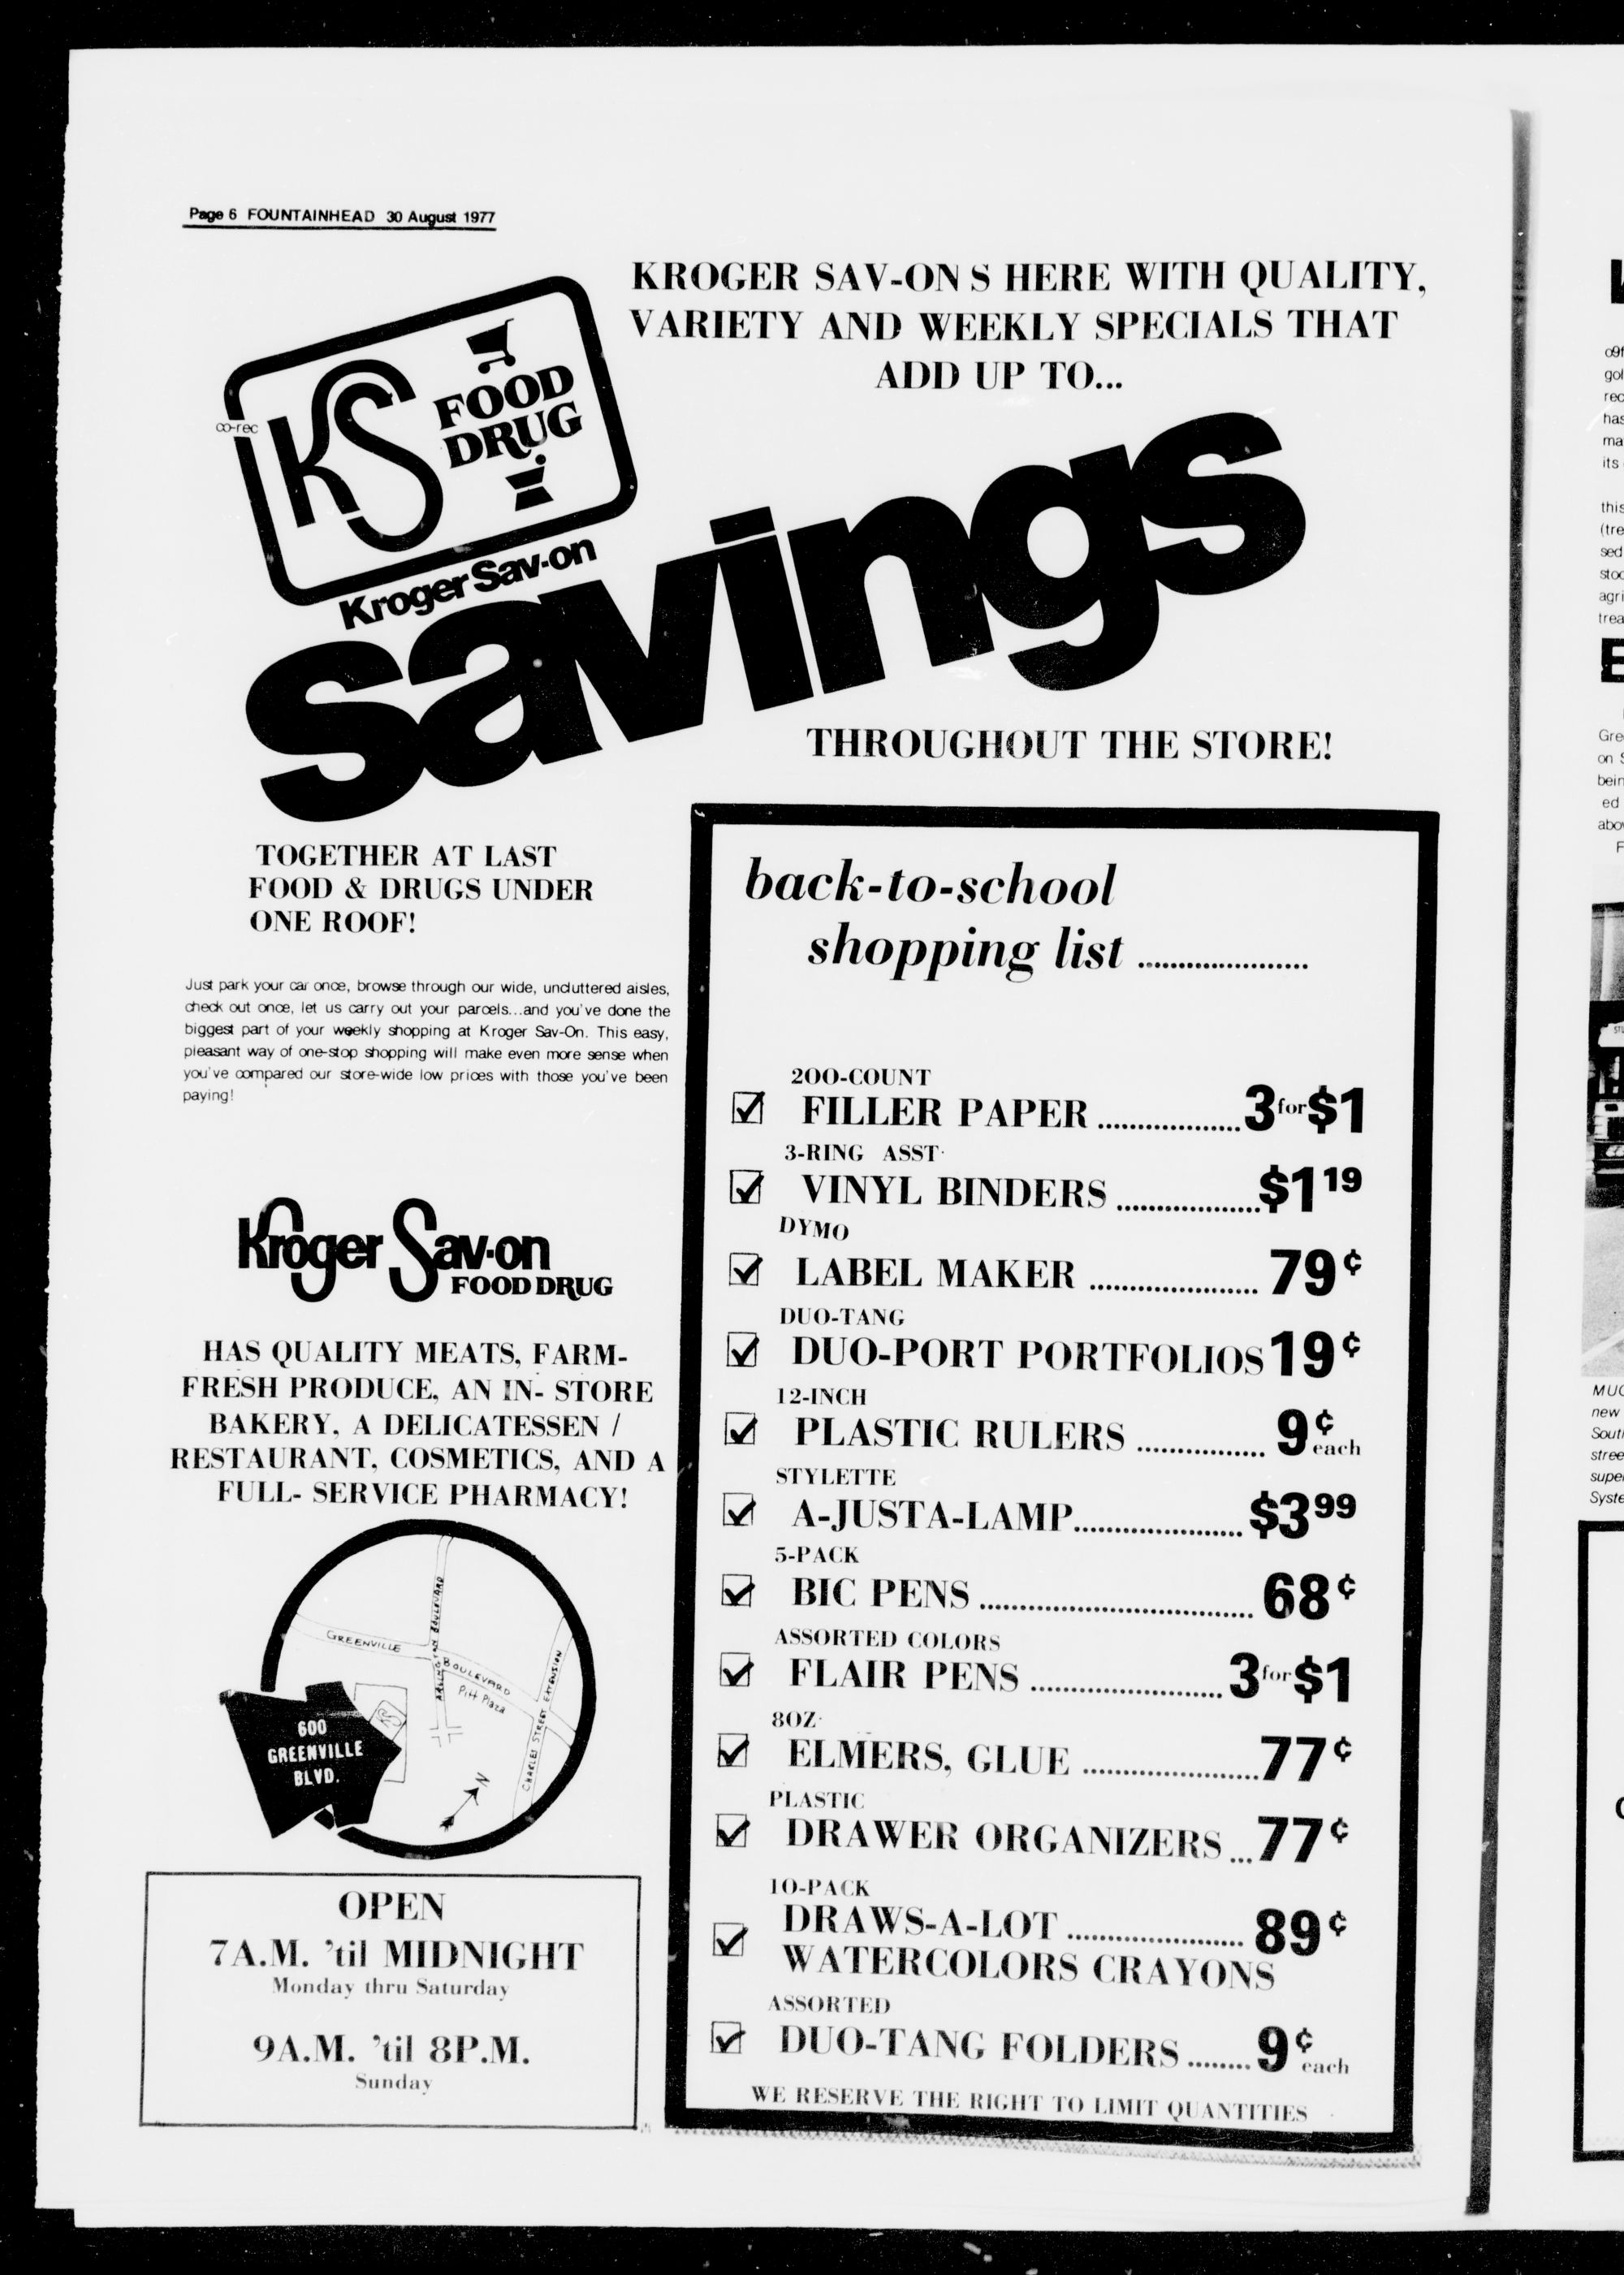 Page 6 FOUNTAINHEAD 30 August 1977
KROGER SAV-ON S HERE WITH QUALITY,
VARIETY AND WEEKLY SPECIALS THAT
ADD UP TO...
co-rec
KS
FOOD
DRUG
Kroger Sav-on
savings
THROUGHOUT THE STORE!
TOGETHER AT LAST
FOOD & DRUGS UNDER
ONE ROOF!
Just park your car once, browse through our wide, uncluttered aisles,
check out once, let us carry out your parcels...and you've done the
biggest part of your weekly shopping at Kroger Sav-On. This easy,
pleasant way of one-stop shopping will make even more sense when
you've compared our store-wide low prices with those you've been
paying!
Kroger Sav-on
FOOD DRUG
HAS QUALITY MEATS, FARM-
FRESH PRODUCE, AN IN- STORE
BAKERY, A DELICATESSEN /
RESTAURANT, COSMETICS, AND A
FULL- SERVICE PHARMACY!
GREENVILLE
BOULEVARD
ARLINGTON BOULEVARD
Pitt Plaza
CHARLES STREET EXTENSION
KS
N
600
GREENVILLE
BLVD.
OPEN
7A.M. 'til MIDNIGHT
Monday thru Saturday
9A.M. 'til 8P.M.
Sunday
back-to-school
shopping list .....................
200-COUNT
FILLER PAPER ................... 3 for $1
3-RING ASST.
VINYL BINDERS ................... $1 19
DYMO
LABEL MAKER ..................... 79¢
DUO-TANG
DUO-PORT PORTFOLIOS 19¢
12-INCH
PLASTIC RULERS ................ 9¢ each
STYLETTE
A-JUSTA-LAMP...................... $3 99
5-PACK
BIC PENS ................................... 68¢
ASSORTED COLORS
FLAIR PENS ......................... 3 for $1
8OZ.
ELMERS, GLUE ....................... 77¢
PLASTIC
DRAWER ORGANIZERS ... 77¢
10-PACK
DRAWS-A-LOT ...................... 89¢
WATERCOLORS CRAYONS
ASSORTED
DUO-TANG FOLDERS ........ 9¢ each
WE RESERVE THE RIGHT TO LIMIT QUANTITIES
its
this
on
ed
new